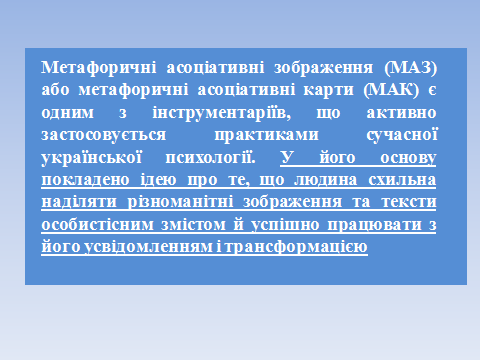 Метафоричні асоціативні зображення (МАЗ)
або метафоричні асоціативні карти (МАК) є
одним з інструментаріїв, що активно
застосовується практиками сучасної
української психології. У його основу
покладено ідею про те, що людина схильна
наділяти різноманітні зображення та тексти
особистісним змістом й успішно працювати з
його усвідомленням і трансформацією